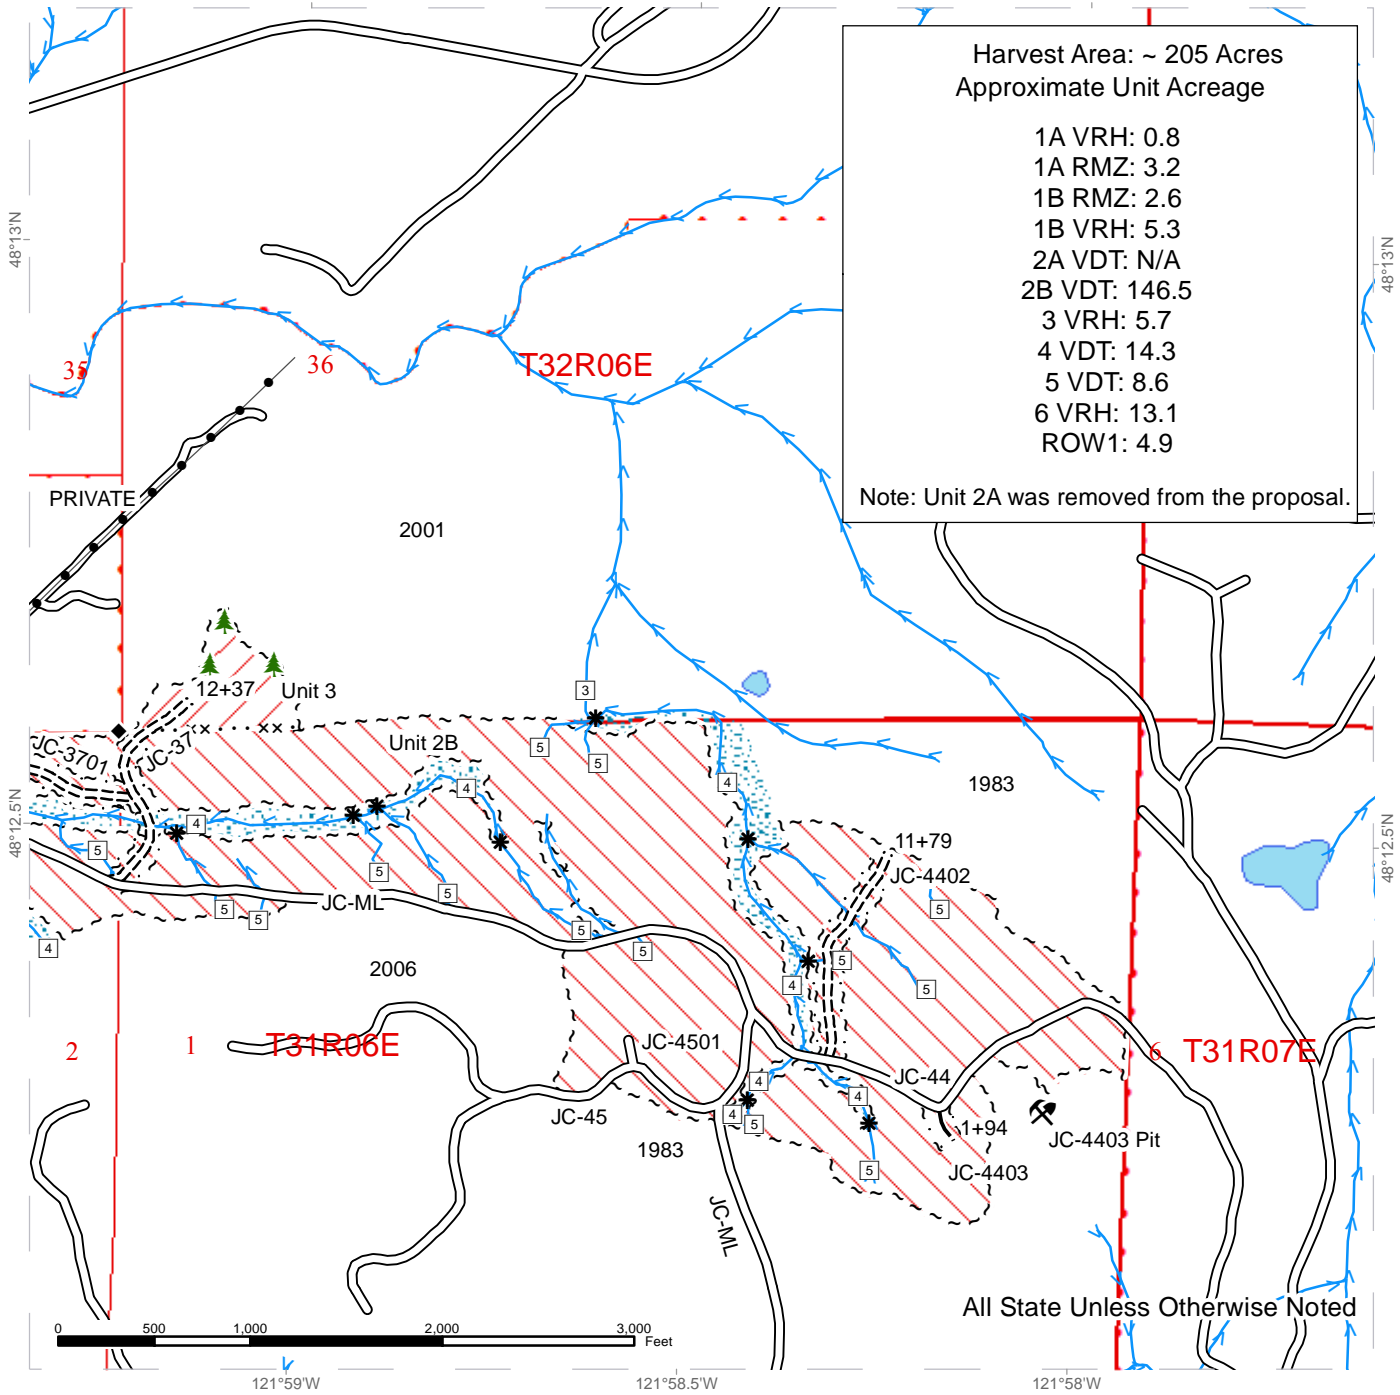 Harvest Area: ~ 205 Acres
Approximate Unit Acreage
1A VRH: 0.8
1A RMZ: 3.2
1B RMZ: 2.6
1B VRH: 5.3
2A VDT: N/A
2B VDT: 146.5
3 VRH: 5.7
4 VDT: 14.3
5 VDT: 8.6
6 VRH: 13.1
ROW1: 4.9
Note: Unit 2A was removed from the proposal.
48°13'N
48°13'N
35
36
T32R06E
PRIVATE
2001
12+37
Unit 3
3
JC-37
JC-3701
Unit 2B
5
5
4
4
1983
48°12.5'N
48°12.5'N
4
5
11+79
JC-4402
5
5
5
5
5
JC-ML
5
5
4
5
5
4
2006
2
1
T31R06E
JC-4501
6
T31R07E
JC-44
4
4
4
5
JC-45
1+94
JC-4403 Pit
1983
5
JC-4403
JC-ML
All State Unless Otherwise Noted
0
500
1,000
2,000
3,000
Feet
121°59'W
121°58.5'W
121°58'W